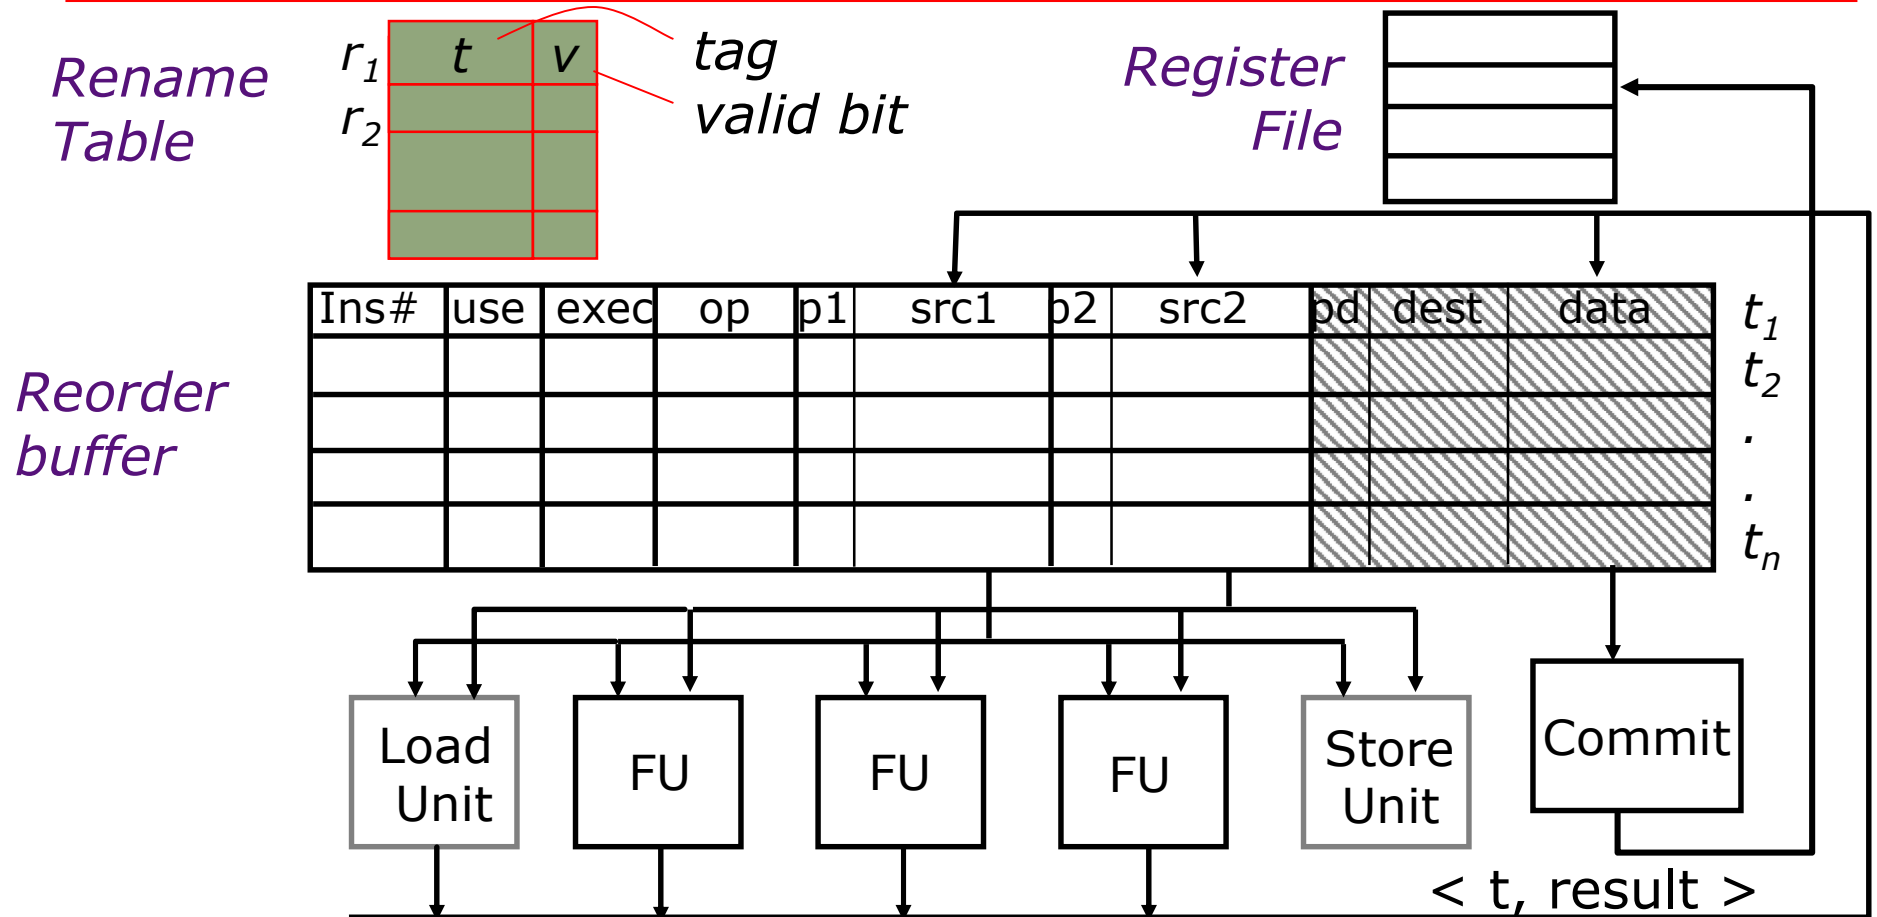 Rename
Table
r1
r2
t
v
tag
valid bit
Register
File
Ins# use exec op p1 src1 p2 src2 pd dest data
t1
t2
.
.
tn
Reorder
buffer
Load
Unit
FU
FU
FU
Store
Unit
Commit
< t, result >